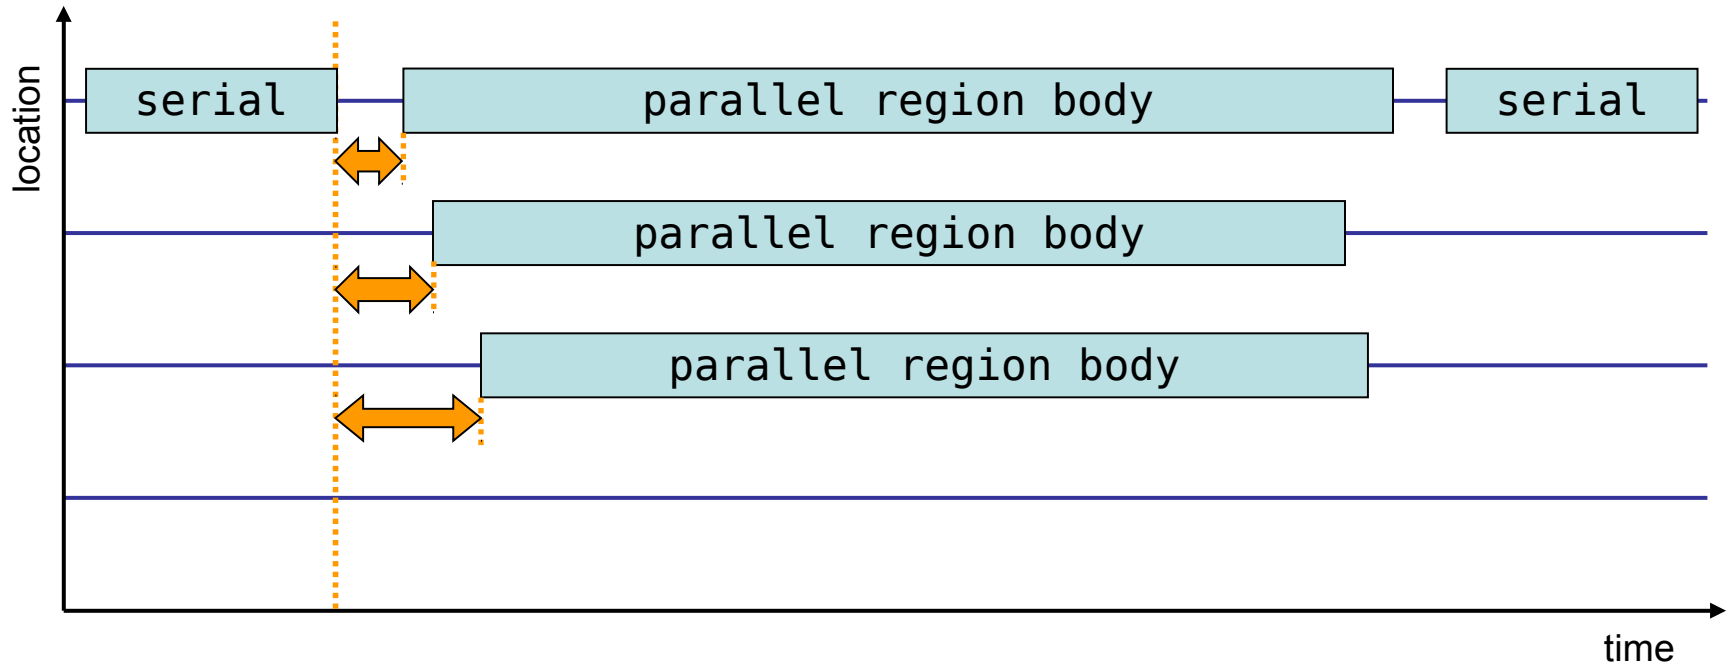 location
serial
parallel region body
serial
parallel region body
parallel region body
time